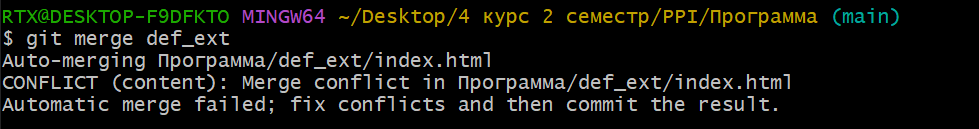 RTX@DESKTOP-F9DFKTO MINGW64 ~/Desktop/4 курс 2 семестр/PPI/Программа (main)
$ git merge def_ext
Auto-merging Программа/def_ext/index.html
CONFLICT (content): Merge conflict in Программа/def_ext/index.html
Automatic merge failed; fix conflicts and then commit the result.